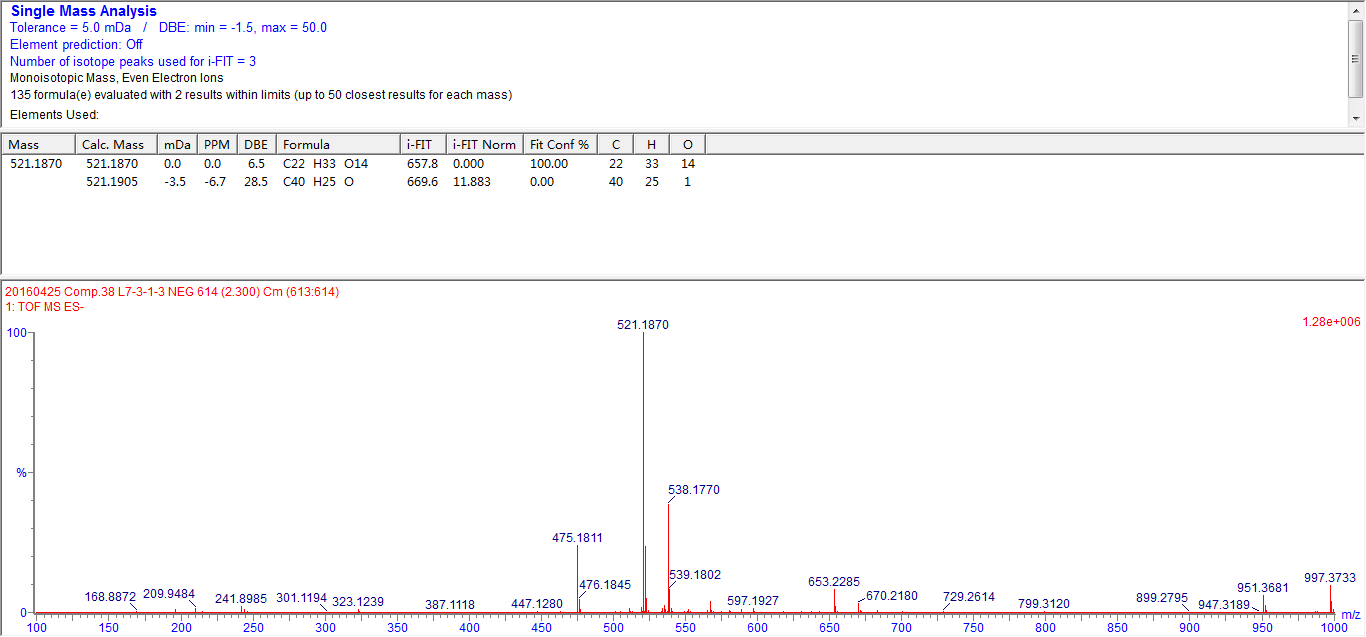 Single Mass Analysis
Tolerance = 5.0 mDa / DBE: min = -1.5, max = 50.0
Element prediction: Off
Number of isotope peaks used for i-FIT = 3
Monoisotopic Mass, Even Electron Ions
135 formula(e) evaluated with 2 results within limits (up to 50 closest results for each mass)
Elements Used:
Mass Calc. Mass mDa PPM DBE Formula i-FIT i-FIT Norm Fit Conf % C H O
521.1870 521.1870 0.0 0.0 6.5 C22 H33 O14 657.8 0.000 100.00 22 33 14
521.1905 -3.5 -6.7 28.5 C40 H25 O 669.6 11.883 0.00 40 25 1
20160425 Comp.38 L7-3-1-3 NEG 614 (2.300) Cm (613:614)
1: TOF MS ES-
1.28e+006
521.1870
100
538.1770
%
475.1811
539.1802
997.3733
653.2285
476.1845
951.3681
168.8872 209.9484 241.8985 301.1194 323.1239 387.1118 447.1280 597.1927 670.2180 729.2614 799.3120 899.2795 947.3189
0
100 150 200 250 300 350 400 450 500 550 600 650 700 750 800 850 900 950 1000 m/z